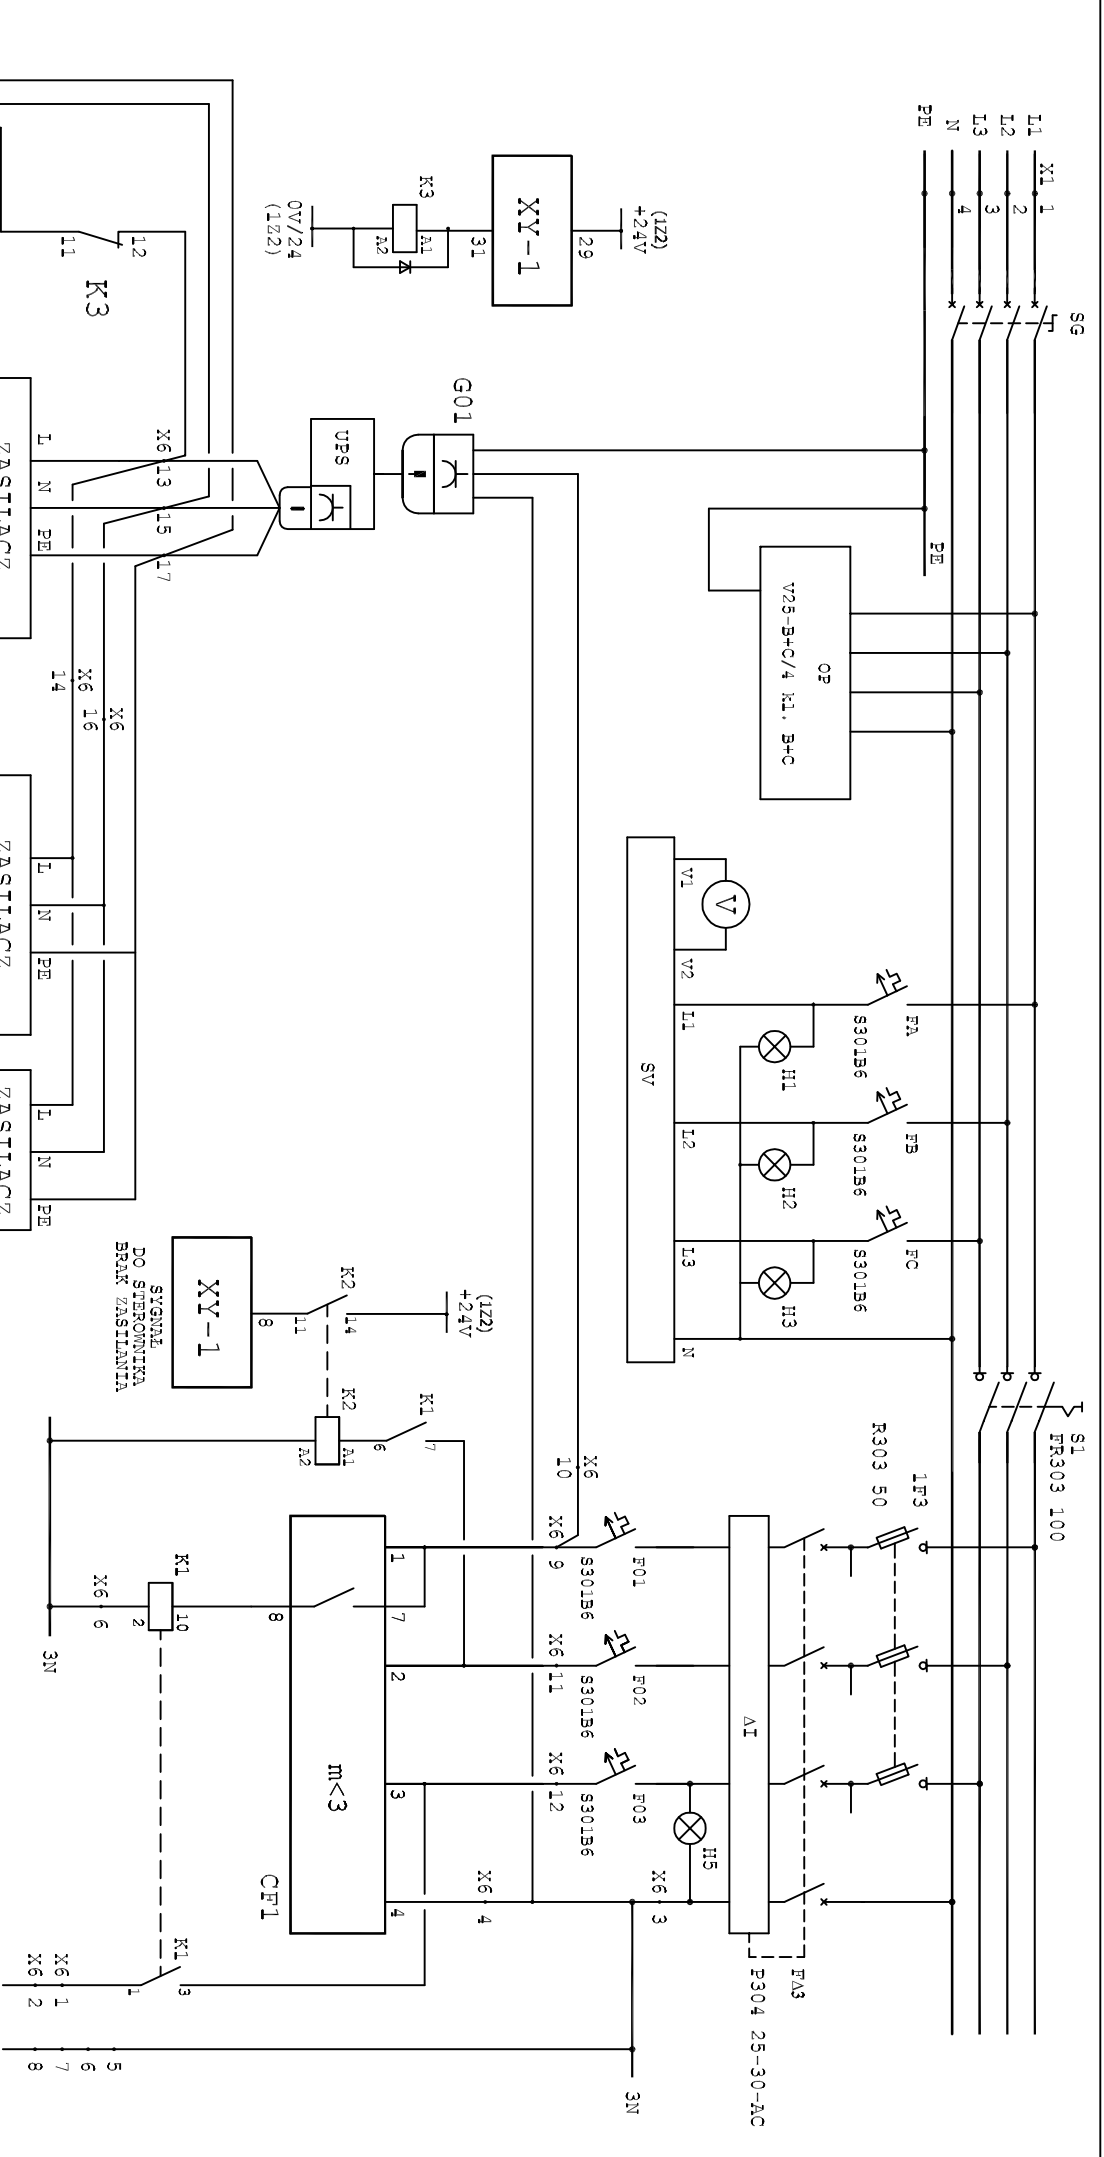 L1
L2
L3
N
PE
X1
1
2
3
4
SG
PE
OP
V25-B+C/4 kl. B+C
V
V1
V2
L1
L2
L3
N
SV
FA
S301B6
H1
FB
S301B6
H2
FC
S301B6
H3
S1
FR303 100
1F3
R303 50
ΔI
FΔ3
P304 25-30-AC
H5
F01
S301B6
F02
S301B6
F03
S301B6
X6 3
3N
X6
10
X6 9
X6 11
X6 12
X6 4
1
7
2
3
4
8
m<3
CF1
(1Z2)
+24V
29
XY-1
31
K3
A1
A2
0V/24
(1Z2)
G01
UPS
12
11
K3
X6 13
15
17
L
N
PE
ZASILACZ
X6
14
X6
16
L
N
PE
ZASILACZ
L
N
PE
ZASILACZ
(1Z2)
+24V
K2
14
11
8
XY-1
SYGNAŁ
DO STEROWNIKA
BRAK ZASILANIA
K1
7
6
K2
A1
A2
K1
10
2
X6 6
3N
K1
3
1
X6 1
X6 2
5
6
7
8